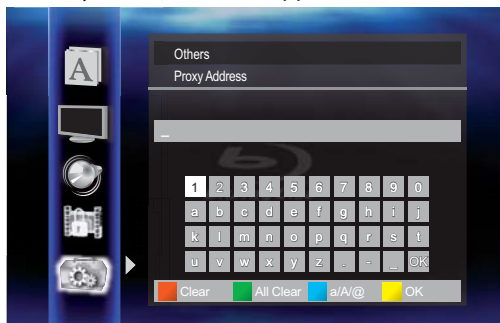 A
Others
Proxy Address
_
1 2 3 4 5 6 7 8 9 0
a b c d e f g h i j
k l m n o p q r s t
u v w x y z . - _ OK
Clear All Clear a/A/@ OK